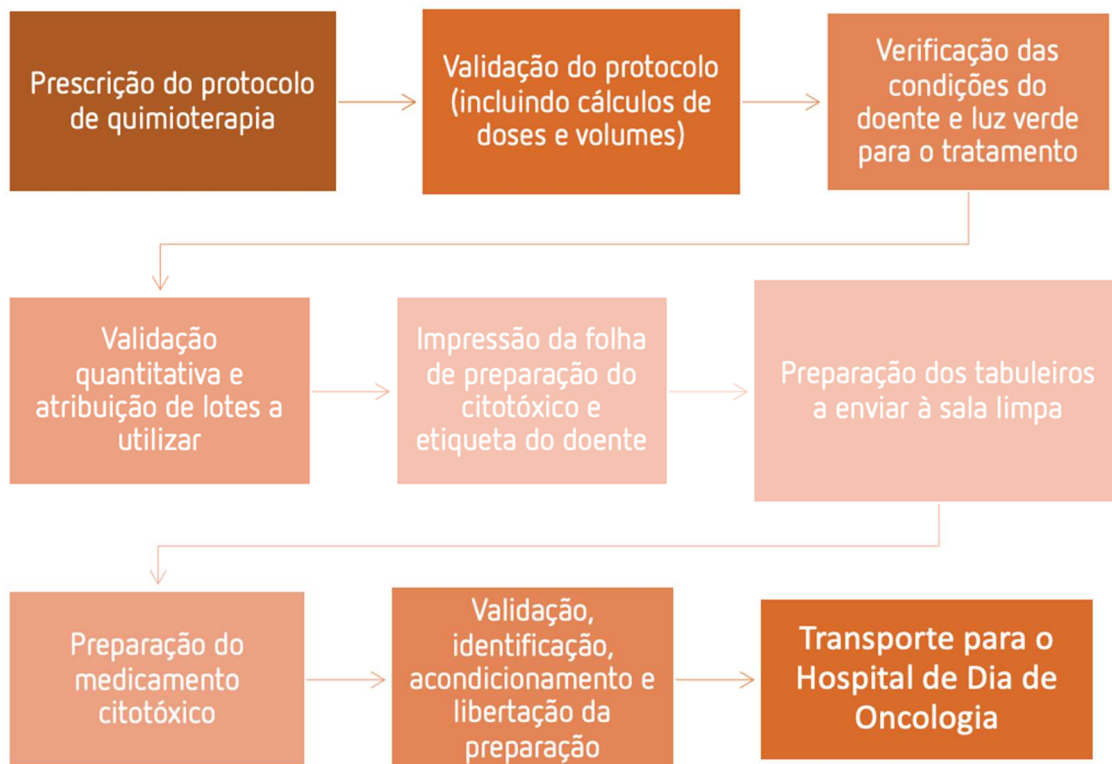 Prescrição do protocolo
de quimioterapia
Validação do protocolo
(incluindo cálculos de
doses e volumes)
Verificação das
condições do
doente e luz verde
para o tratamento
Validação
quantitativa e
atribuição de lotes a
utilizar
Impressão da folha
de preparação do
citotóxico e
etiqueta do doente
Preparação dos tabuleiros
a enviar à sala limpa
Preparação do
medicamento
citotóxico
Validação,
identificação,
acondicionamento e
libertação da
preparação
Transporte para o
Hospital de Dia de
Oncologia